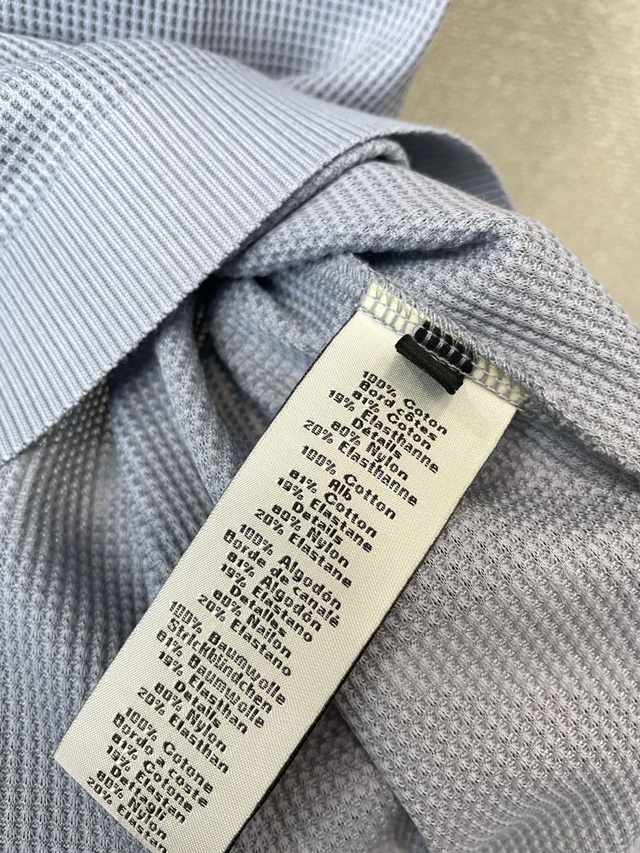 100% Coton
Bord côtes
81% Coton
19% Elasthanne
Détails
80% Nylon
20% Elasthanne
100% Cotton
Rib
81% Cotton
19% Elastane
Details
80% Nylon
20% Elastane
100% Algodón
Borde de canalé
81% Algodón
19% Elastano
Detalles
80% Nailon
20% Elastano
100% Baumwolle
Strickbündchen
81% Baumwolle
19% Elasthan
Details
80% Nylon
20% Elasthan
100% Cotone
Bordo a coste
81% Cotone
19% Elastan
Dettagli
80% Nylon
20% Elastan